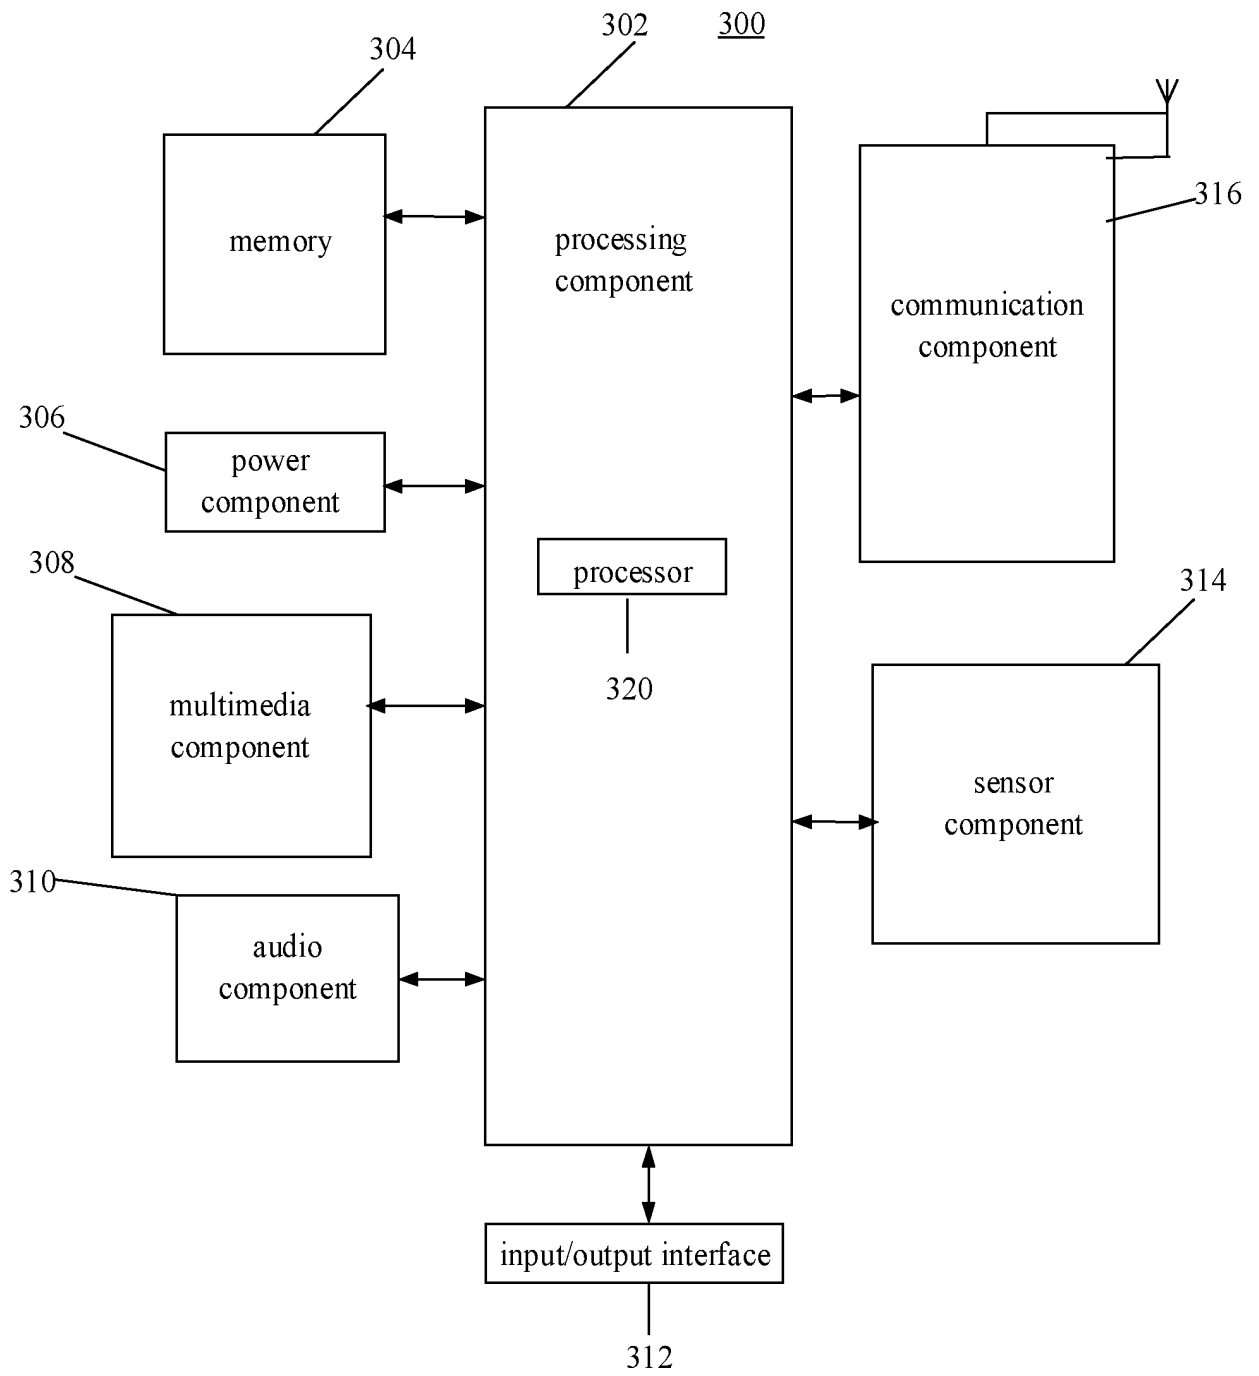 302
300
304
316
memory
processing
component
communication
component
306
power
component
308
processor
314
320
multimedia
component
sensor
component
310
audio
component
input/output interface
312